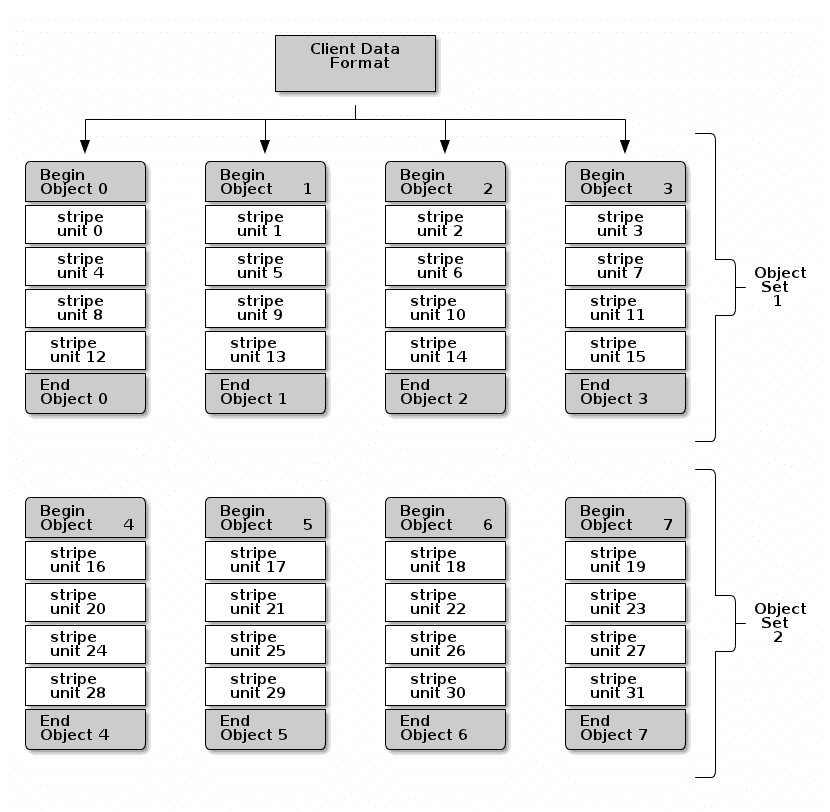 Client Data
Format
Begin
Object 0
stripe
unit 0
stripe
unit 4
stripe
unit 8
stripe
unit 12
End
Object 0
Begin
Object 1
stripe
unit 1
stripe
unit 5
stripe
unit 9
stripe
unit 13
End
Object 1
Begin
Object 2
stripe
unit 2
stripe
unit 6
stripe
unit 10
stripe
unit 14
End
Object 2
Begin
Object 3
stripe
unit 3
stripe
unit 7
stripe
unit 11
stripe
unit 15
End
Object 3
Object
Set
1
Begin
Object 4
stripe
unit 16
stripe
unit 20
stripe
unit 24
stripe
unit 28
End
Object 4
Begin
Object 5
stripe
unit 17
stripe
unit 21
stripe
unit 25
stripe
unit 29
End
Object 5
Begin
Object 6
stripe
unit 18
stripe
unit 22
stripe
unit 26
stripe
unit 30
End
Object 6
Begin
Object 7
stripe
unit 19
stripe
unit 23
stripe
unit 27
stripe
unit 31
End
Object 7
Object
Set
2